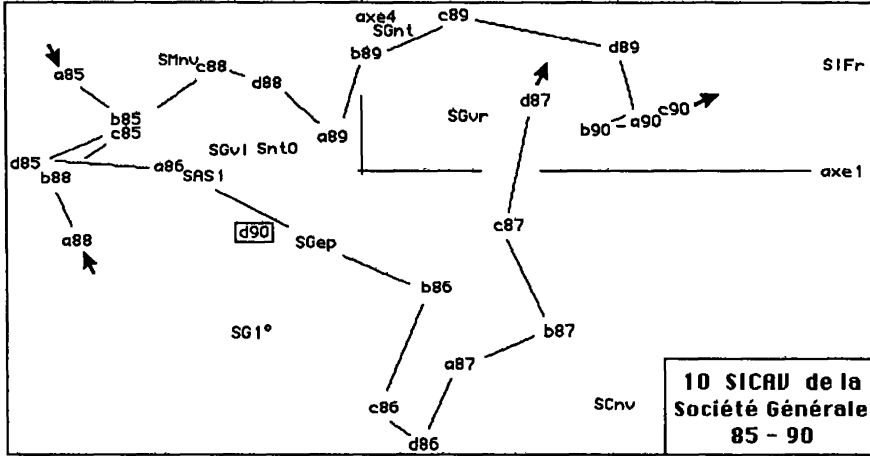 axe4
c89
SGnt
b89
d89
SMnv
c88
SIFr
a85
d88
d87
c90
b85
SGvr
b90
a90
c85
a89
SGvl
Snt0
d85
a86
axe1
b88
SAS1
c87
a88
d90
SGep
b86
SG1°
b87
a87
c86
SCnv
d86
10 SICAV de la
Société Générale
85 - 90